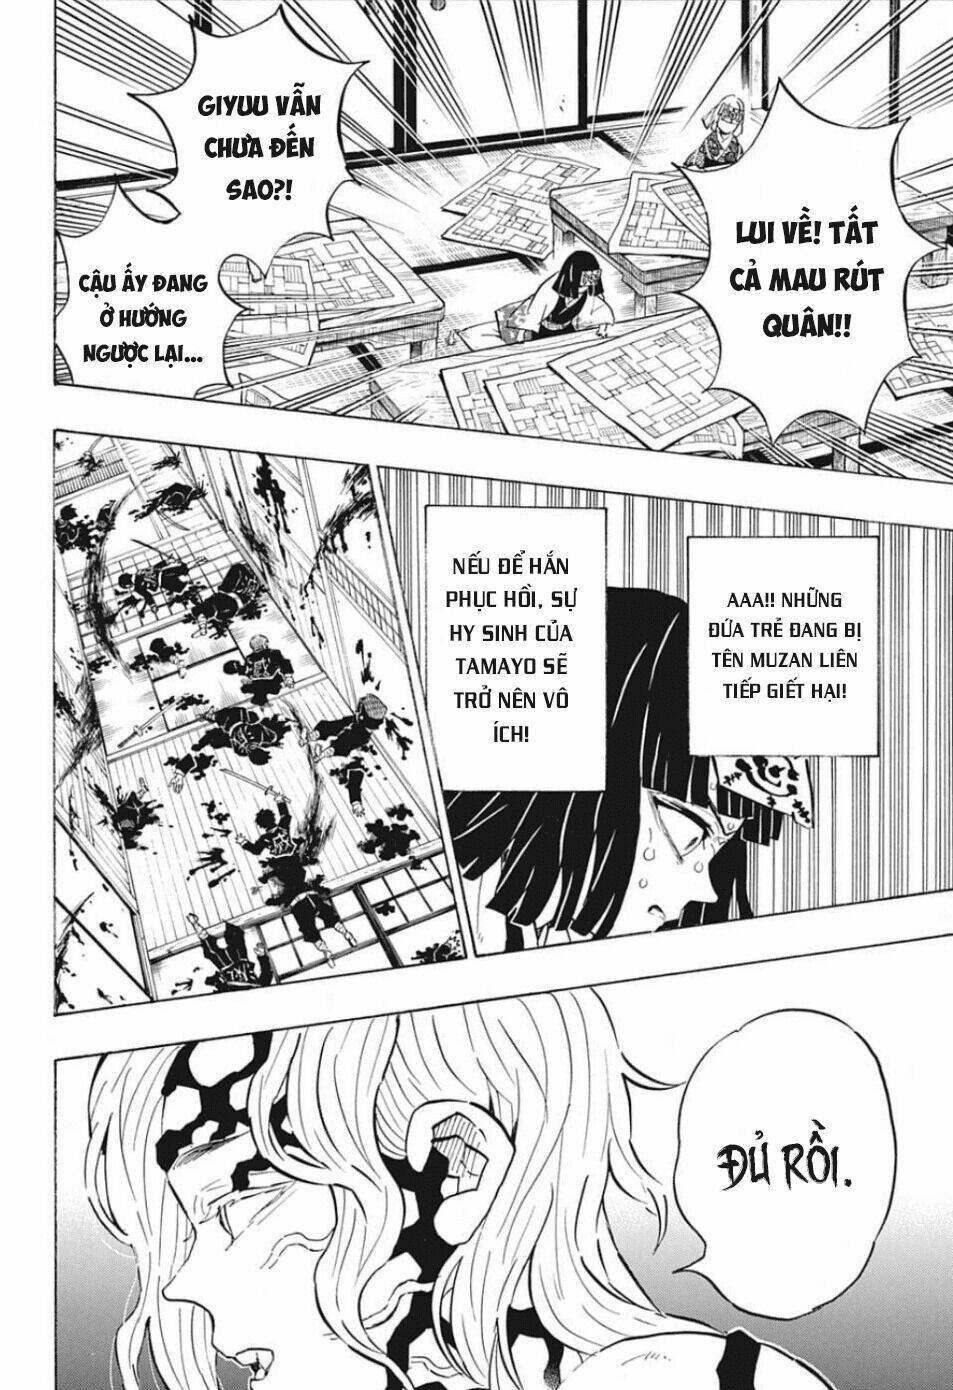 LUI VỀ! TẤT
CẢ MAU RÚT
QUÂN!!
GIYUU VẪN
CHƯA ĐẾN
SAO?!
CẬU ẤY ĐANG
Ở HƯỚNG
NGƯỢC LẠI...
AAA!! NHỮNG
ĐỨA TRẺ ĐANG BỊ
TÊN MUZAN LIÊN
TIẾP GIẾT HẠI!
NẾU ĐỂ HẮN
PHỤC HỒI, SỰ
HY SINH CỦA
TAMAYO SẼ
TRỞ NÊN VÔ
ÍCH!
ĐỦ RỒI.